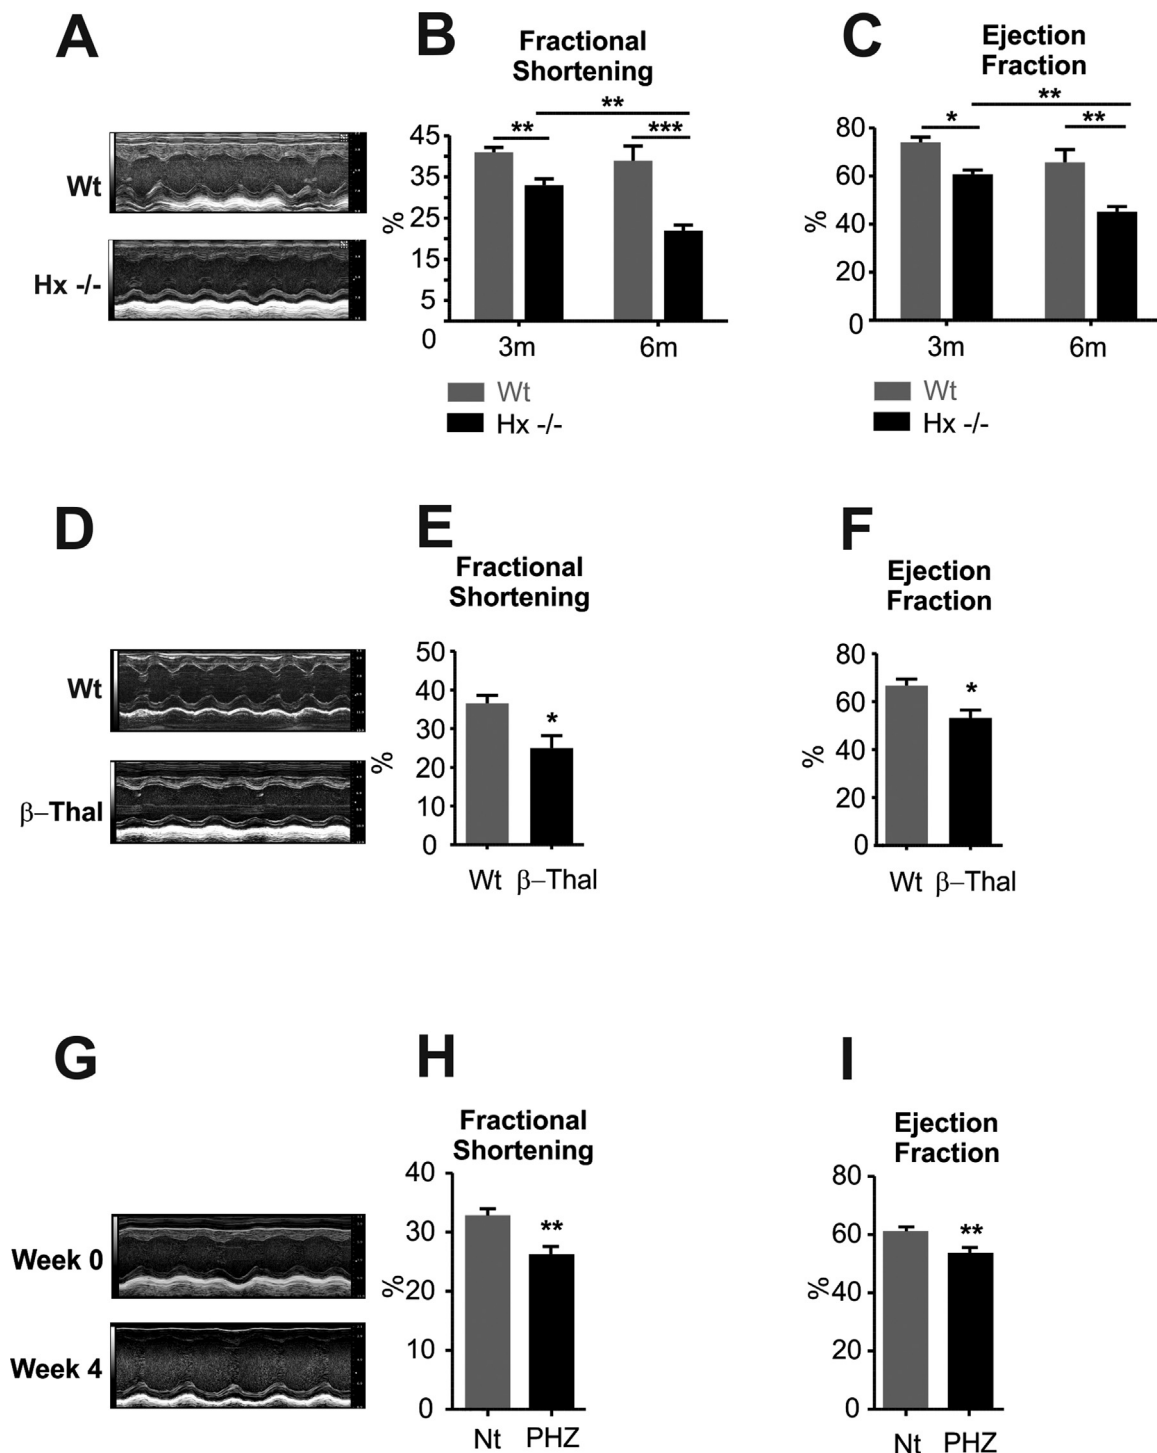 A
B
C
Fractional
Shortening
Ejection
Fraction
Wt
Hx -/-
** 
** ***
45
35
25
15
5
0
%
3m 6m
Wt
Hx -/-
**
* **
80
60
40
20
0
%
3m 6m
Wt
Hx -/-
D
E
F
Fractional
Shortening
Ejection
Fraction
Wt
β–Thal
50
40
30
20
10
0
%
*
Wt β–Thal
80
60
40
20
0
%
*
Wt β–Thal
G
H
I
Fractional
Shortening
Ejection
Fraction
Week 0
Week 4
40
30
20
10
0
%
**
Nt PHZ
80
60
40
20
0
%
**
Nt PHZ